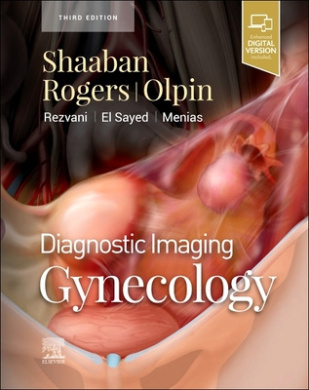 THIRD EDITION
Enhanced
DIGITAL
VERSION
Included
Shaaban
Rogers | Olpin
Rezvani | El Sayed | Menias
Diagnostic Imaging
Gynecology
ELSEVIER